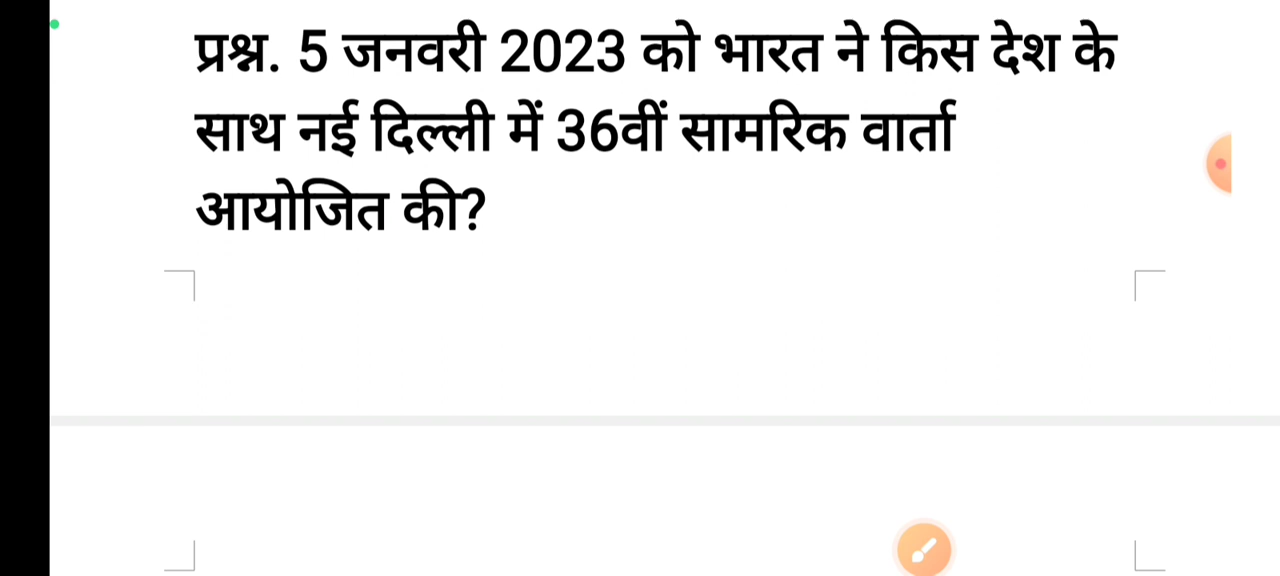 प्रश्न. 5 जनवरी 2023 को भारत ने किस देश के
साथ नई दिल्ली में 36वीं सामरिक वार्ता
आयोजित की?